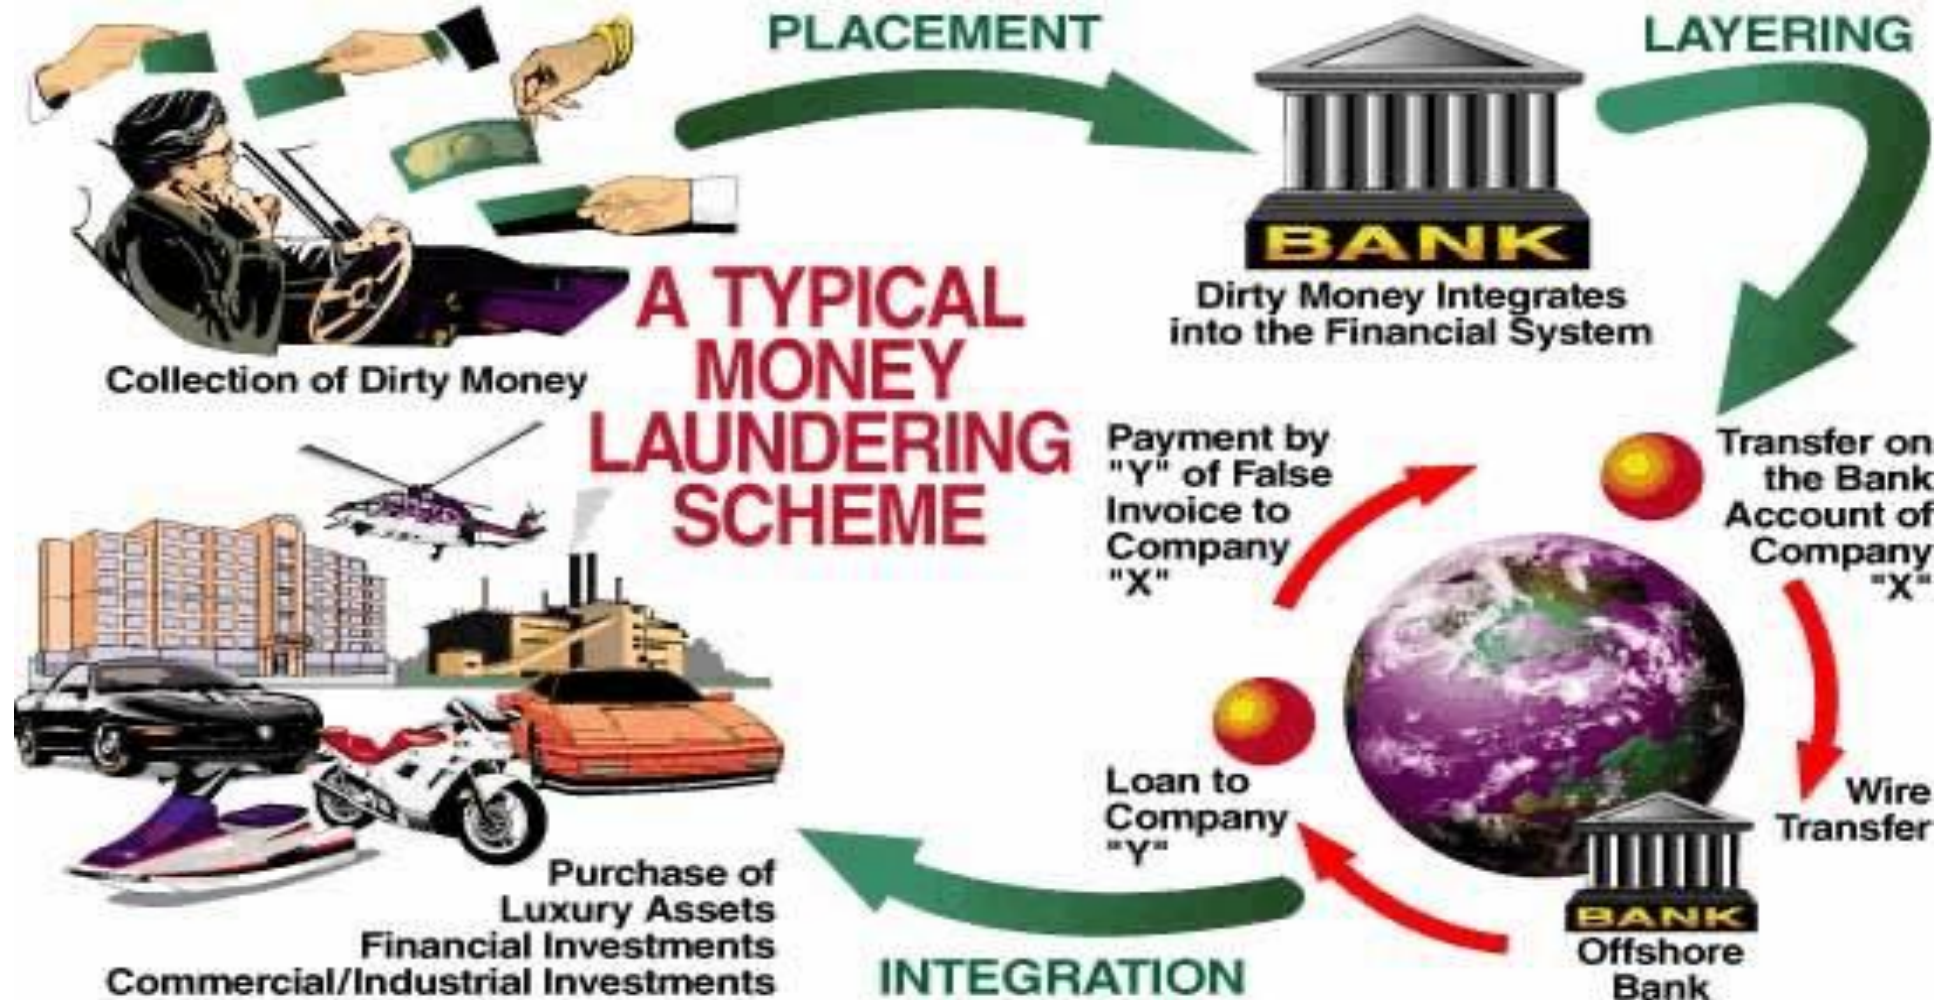 PLACEMENT
LAYERING
BANK
Dirty Money Integrates
into the Financial System
Collection of Dirty Money
A TYPICAL
MONEY
LAUNDERING
SCHEME
Payment by
"Y" of False
Invoice to
Company
"X"
Transfer on
the Bank
Account of
Company
"X"
Wire
Transfer
Loan to
Company
"Y"
BANK
Offshore
Bank
Purchase of
Luxury Assets
Financial Investments
Commercial/Industrial Investments
INTEGRATION